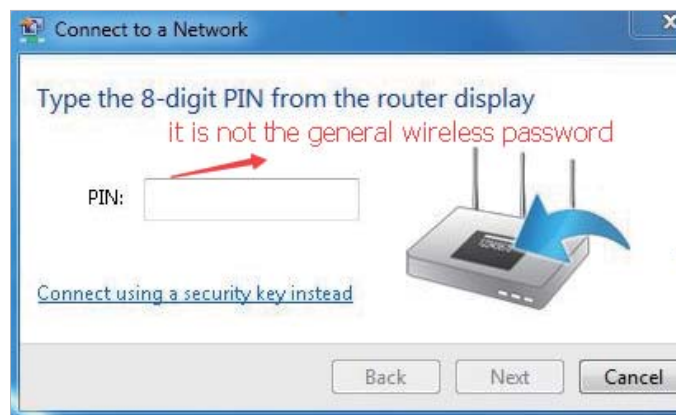 Connect to a Network
X
Type the 8-digit PIN from the router display
it is not the general wireless password
PIN:
Connect using a security key instead
Back
Next
Cancel